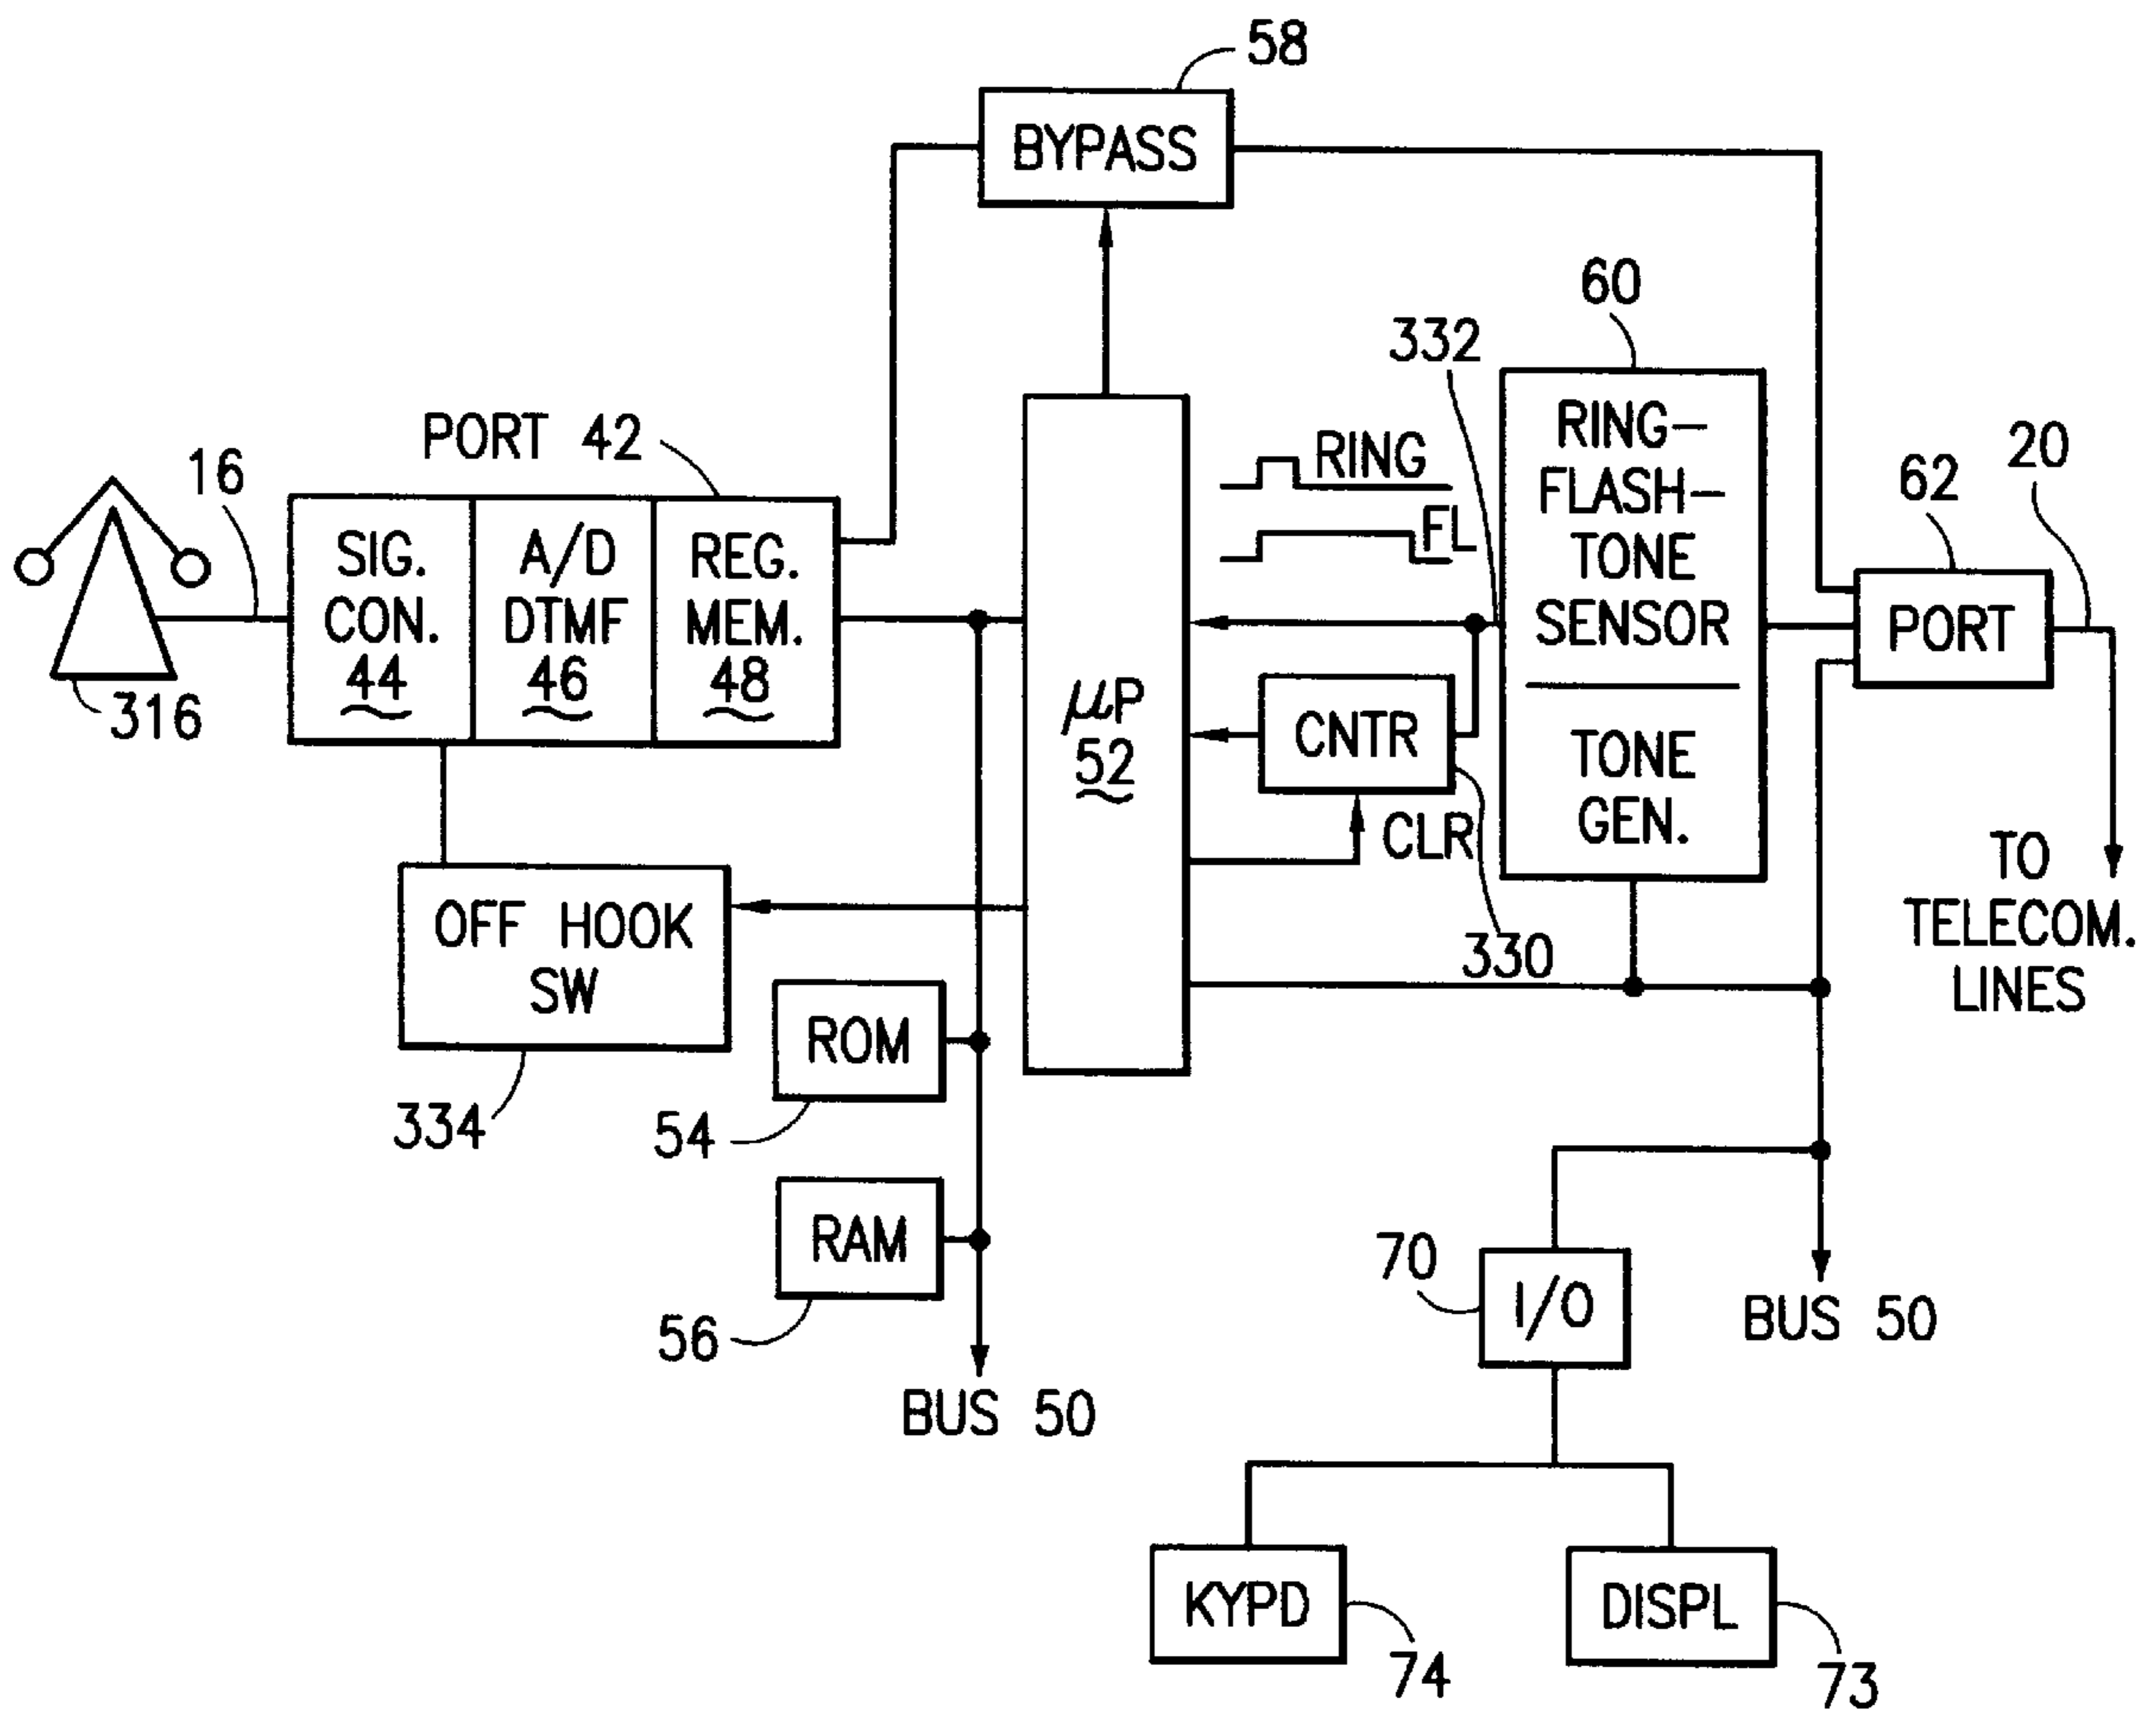 58
BYPASS
60
332
PORT 42
RING
16
20
62
FL
SIG.
CON.
44
A/D
DTMF
46
REG.
MEM.
48
RING-
FLASH-
TONE
SENSOR
TONE
GEN.
PORT
316
μP
52
CNTR
CLR
330
TO
TELECOM.
LINES
OFF HOOK
SW
334
ROM
54
RAM
56
BUS 50
70
I/O
BUS 50
KYPD
74
DISPL
73